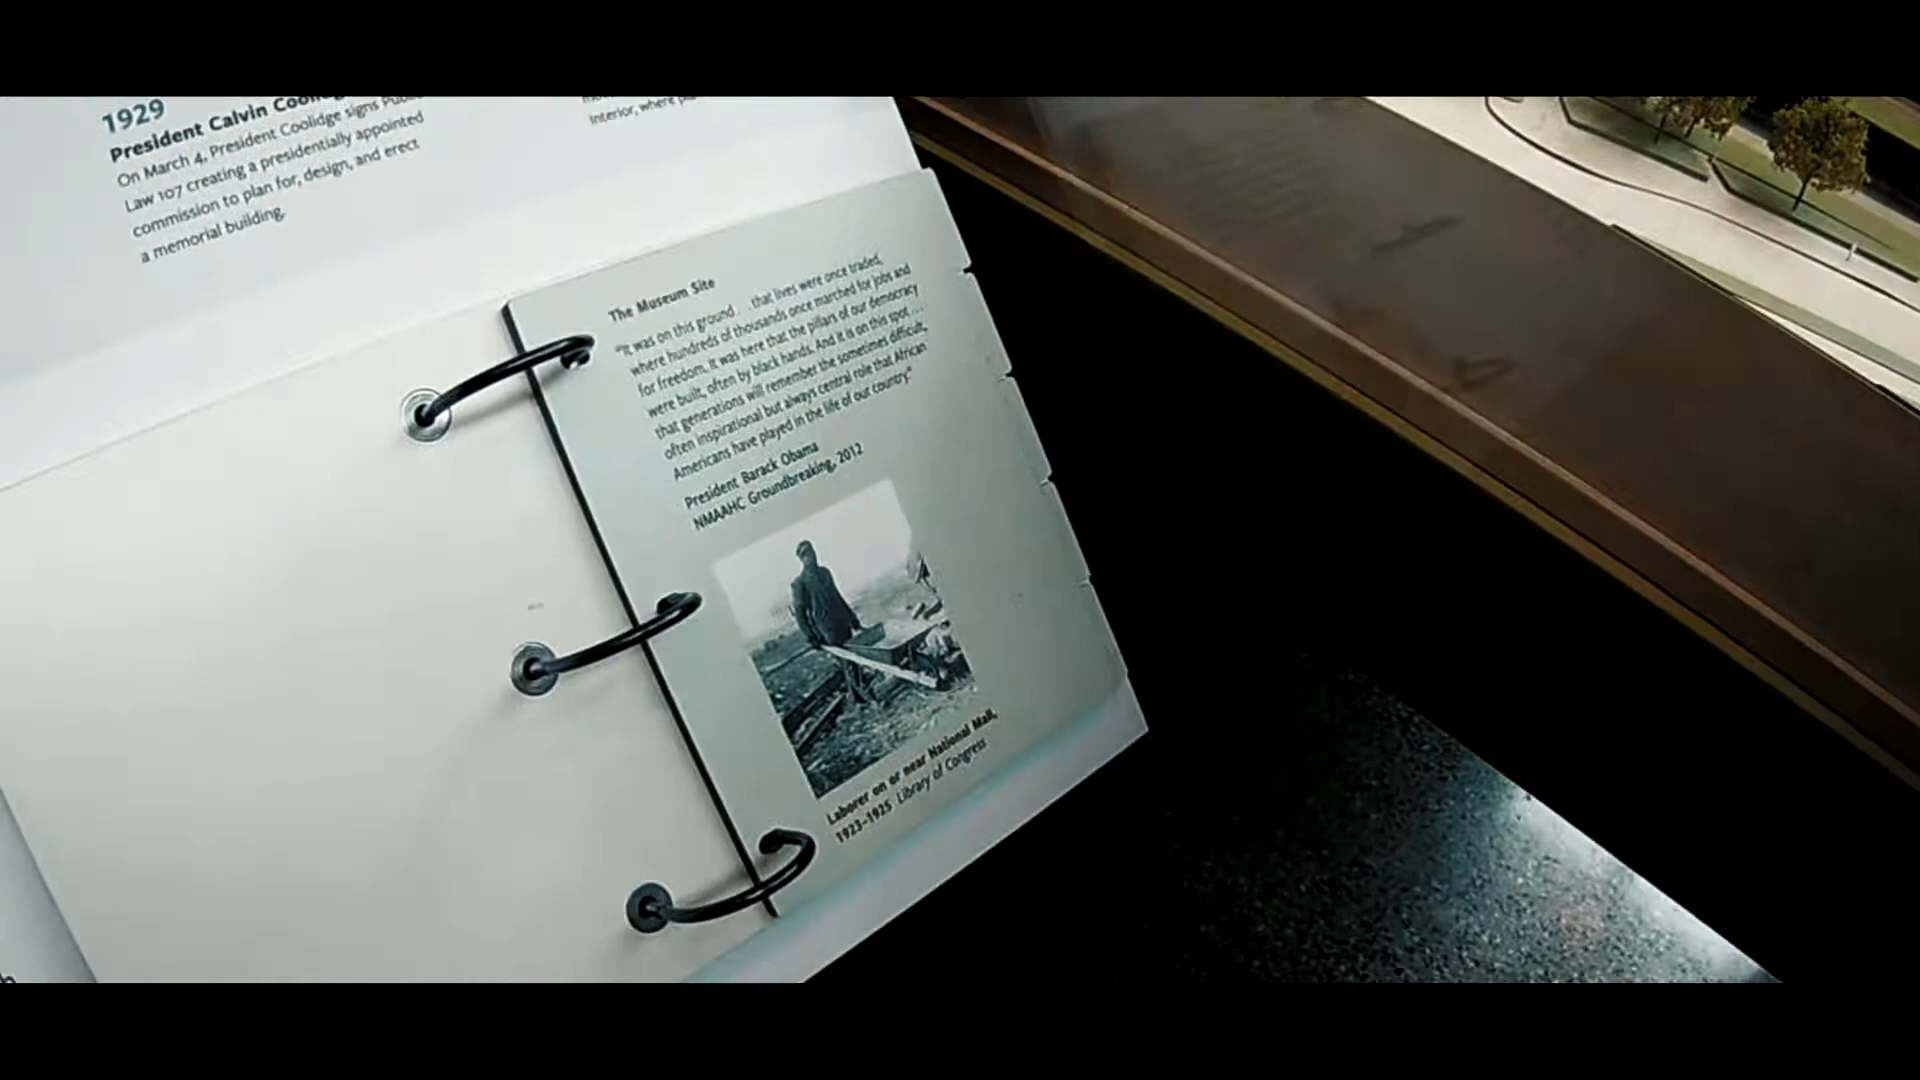 1929
President Calvin
On March 4, President Coolidge signs Public
Law 107 creating a presidentially appointed
commission to plan for, design, and erect
a memorial building.
Interior, where
The Museum Site
"It was on this ground . . . that lives were once traded,
where hundreds of thousands once marched for jobs and
for freedom. It was here that the pillars of our democracy
were built, often by black hands. And it is on this spot . . .
that generations will remember the sometimes difficult,
often inspirational but always central role that African
Americans have played in the life of our country."
President Barack Obama
NMAAHC Groundbreaking, 2012
Laborer on or near National Mall,
1923–1925 Library of Congress